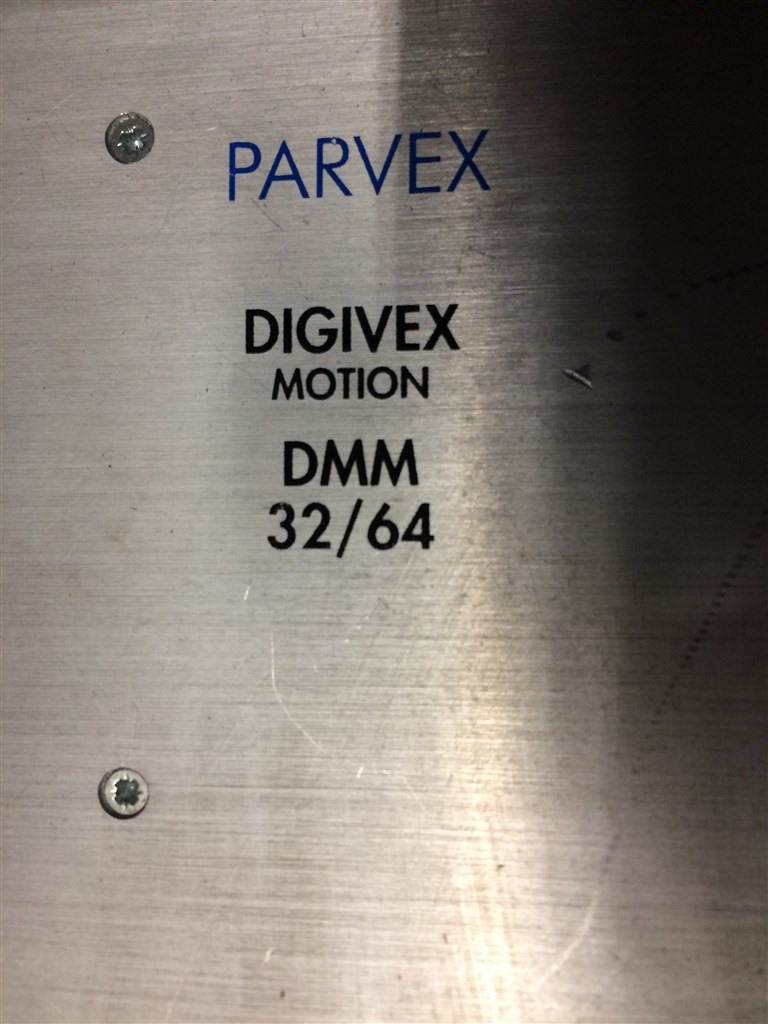 PARVEX
DIGIVEX
MOTION
DMM
32/64